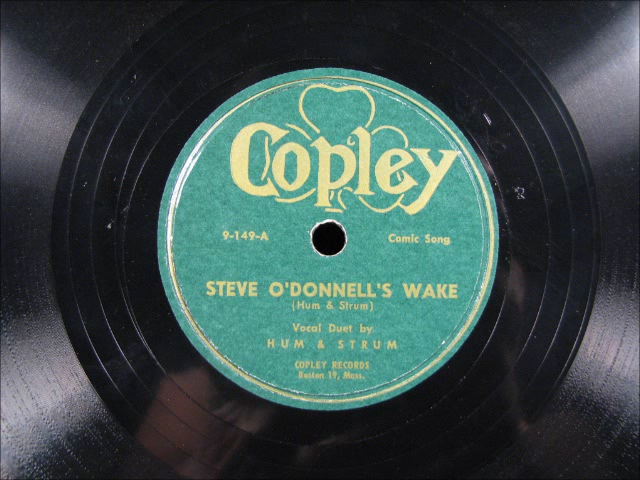 Copley
9-149-A Comic Song
STEVE O'DONNELL'S WAKE
(Hum & Strum)
Vocal Duet by
HUM & STRUM
COPLEY RECORDS
Boston 19, Mass.